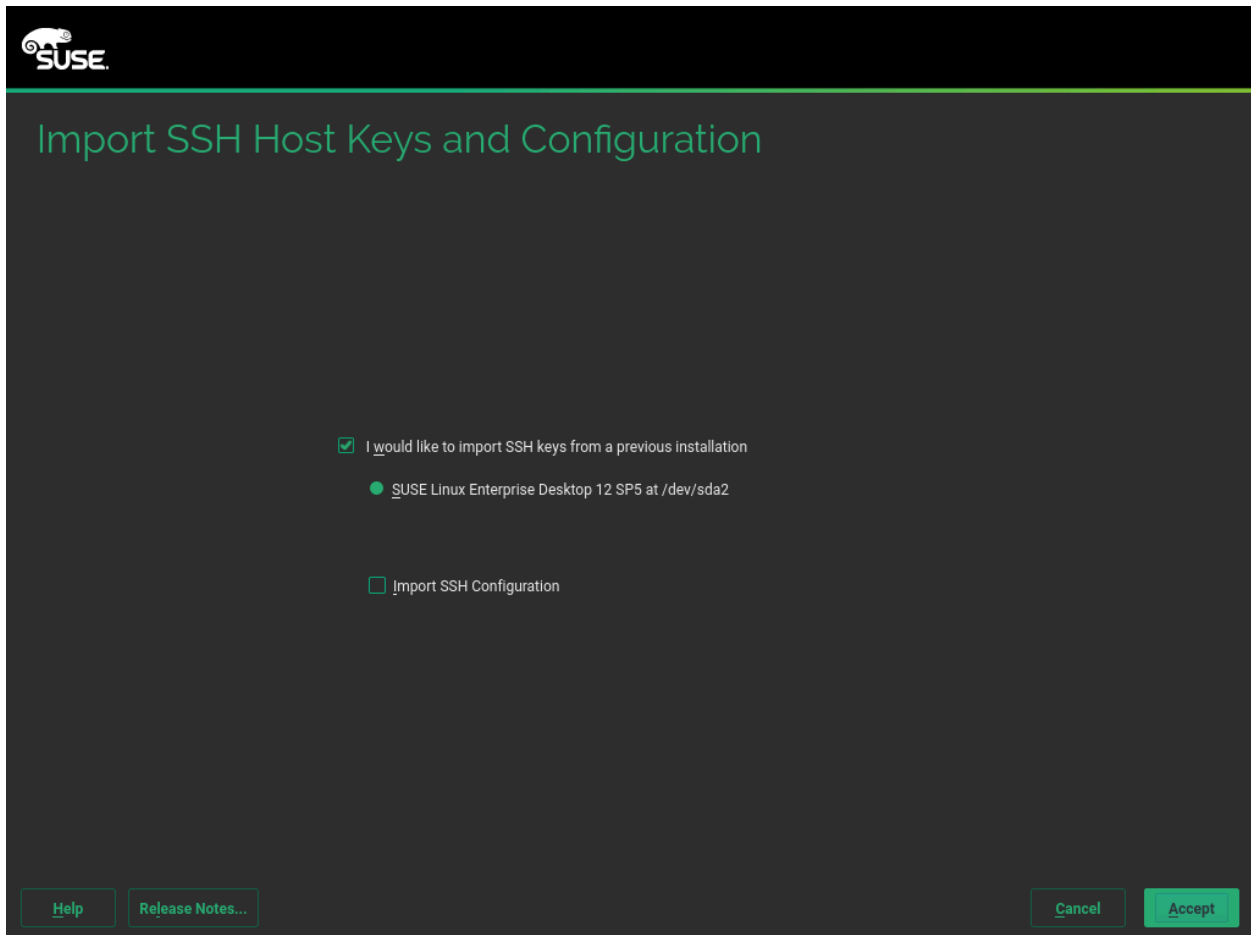 SUSE.
Import SSH Host Keys and Configuration
I would like to import SSH keys from a previous installation
SUSE Linux Enterprise Desktop 12 SP5 at /dev/sda2
Import SSH Configuration
Help Release Notes... Cancel Accept